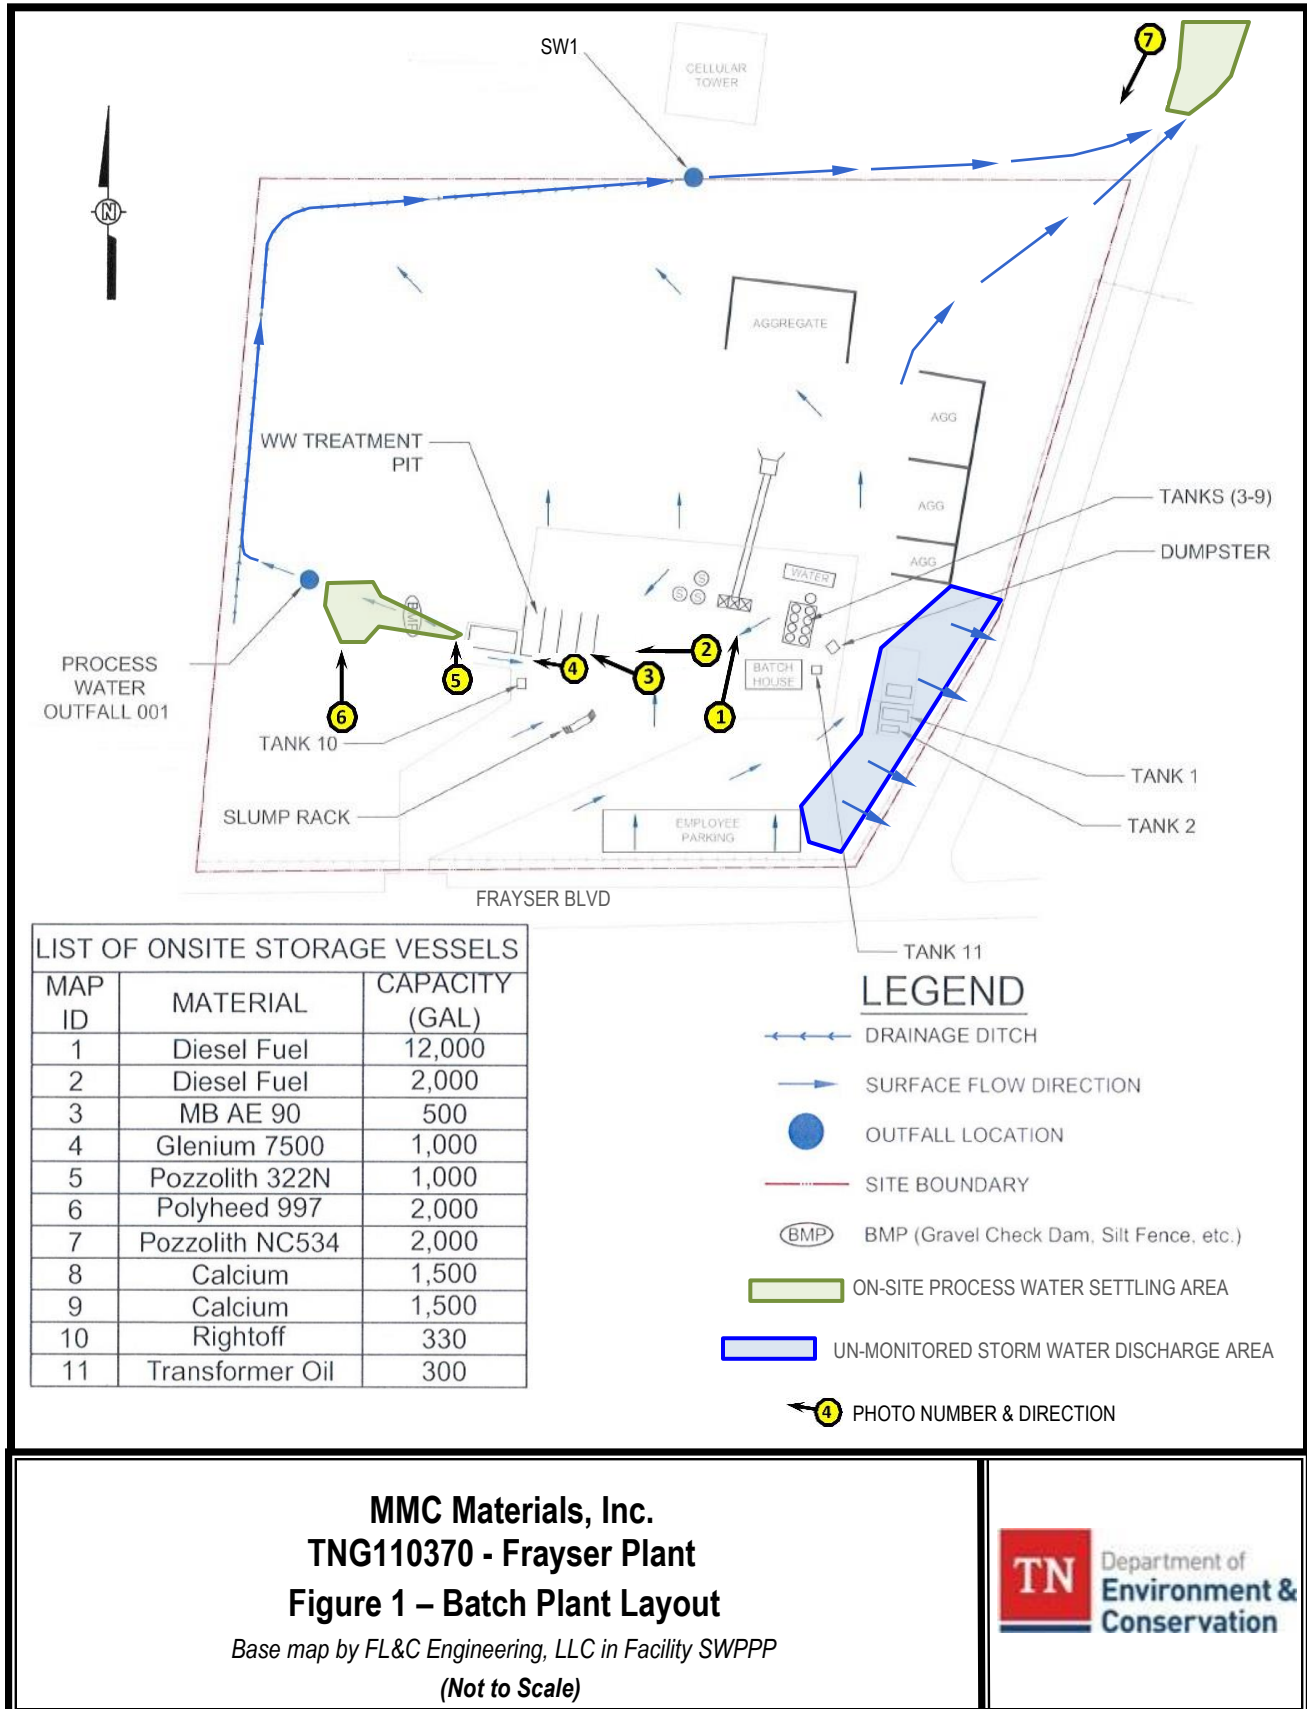 SW1
7
CELLULAR
TOWER
N
AGGREGATE
WW TREATMENT
PIT
AGG
AGG
AGG
TANKS (3-9)
DUMPSTER
WATER
S
S
S
BMP
BATCH
HOUSE
PROCESS
WATER
OUTFALL 001
6
5
4
3
2
1
TANK 10
SLUMP RACK
EMPLOYEE
PARKING
TANK 1
TANK 2
FRAYSER BLVD
TANK 11
LIST OF ONSITE STORAGE VESSELS
MAP ID MATERIAL CAPACITY (GAL)
1 Diesel Fuel 12,000
2 Diesel Fuel 2,000
3 MB AE 90 500
4 Glenium 7500 1,000
5 Pozzolith 322N 1,000
6 Polyheed 997 2,000
7 Pozzolith NC534 2,000
8 Calcium 1,500
9 Calcium 1,500
10 Rightoff 330
11 Transformer Oil 300
LEGEND
DRAINAGE DITCH
SURFACE FLOW DIRECTION
OUTFALL LOCATION
SITE BOUNDARY
BMP BMP (Gravel Check Dam, Silt Fence, etc.)
ON-SITE PROCESS WATER SETTLING AREA
UN-MONITORED STORM WATER DISCHARGE AREA
4 PHOTO NUMBER & DIRECTION
MMC Materials, Inc.
TNG110370 - Frayser Plant
Figure 1 – Batch Plant Layout
Base map by FL&C Engineering, LLC in Facility SWPPP
(Not to Scale)
TN
Department of
Environment &
Conservation